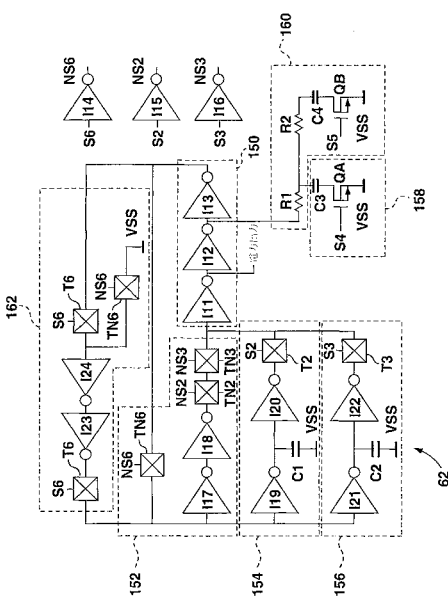 162
S6
T6
I23
I24
S6
T6
NS6
TN6
VSS
S6
I14
NS6
S2
I15
NS2
S3
I16
NS3
NS6
TN6
150
I11
I12
I13
152
I17
I18
NS2
NS3
TN2
TN3
R1
R2
160
C3
QA
S4
VSS
C4
QB
S5
VSS
158
154
I19
I20
C1
VSS
S2
T2
156
I21
I22
C2
VSS
S3
T3
62